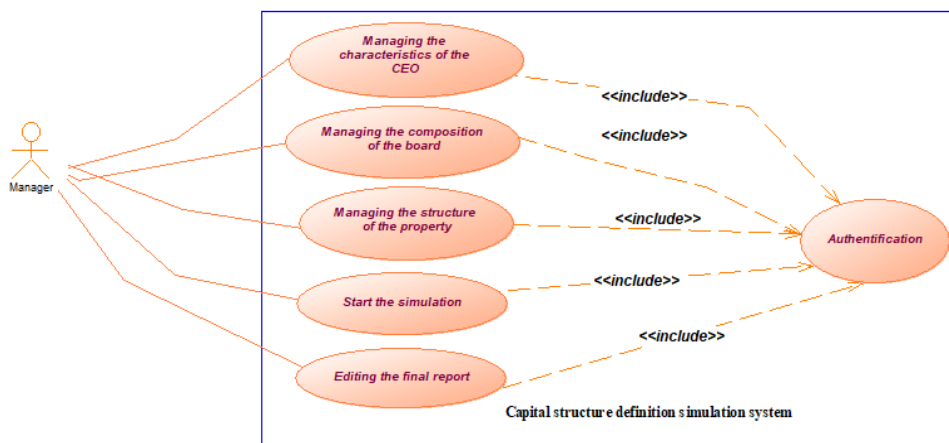 Managing the
characteristics of the
CEO
<<include>>
Managing the composition
of the board
<<include>>
Manager
Managing the structure
of the property
<<include>>
Authentification
Start the simulation
<<include>>
<<include>>
Editing the final report
Capital structure definition simulation system